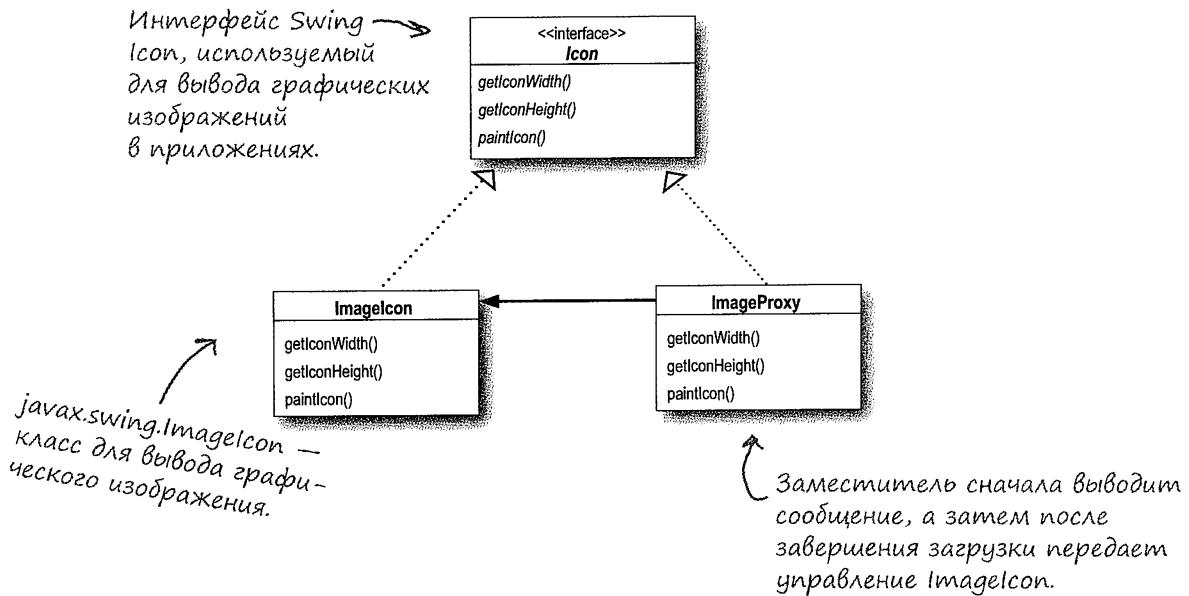 Интерфейс Swing
Icon, используемый
для вывода графических
изображений
в приложениях.
<<interface>>
Icon
getIconWidth()
getIconHeight()
paintIcon()
ImageIcon
getIconWidth()
getIconHeight()
paintIcon()
ImageProxy
getIconWidth()
getIconHeight()
paintIcon()
javax.swing.ImageIcon —
класс для вывода графи-
ческого изображения.
Заместитель сначала выводит
сообщение, а затем после
завершения загрузки передает
управление ImageIcon.